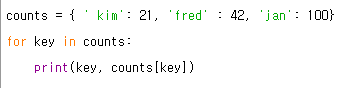 counts = { ' kim': 21, 'fred' : 42, 'jan': 100}
for key in counts:
print(key, counts[key])